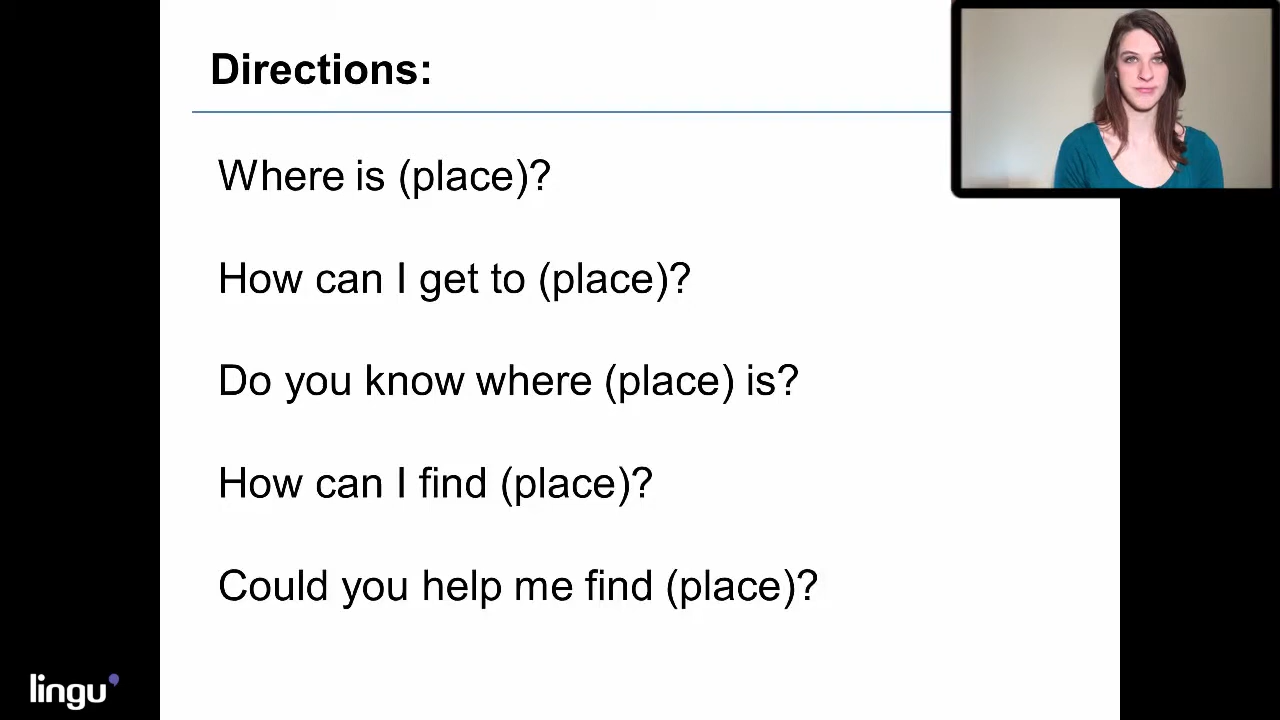 Directions:
Where is (place)?
How can I get to (place)?
Do you know where (place) is?
How can I find (place)?
Could you help me find (place)?
lingu